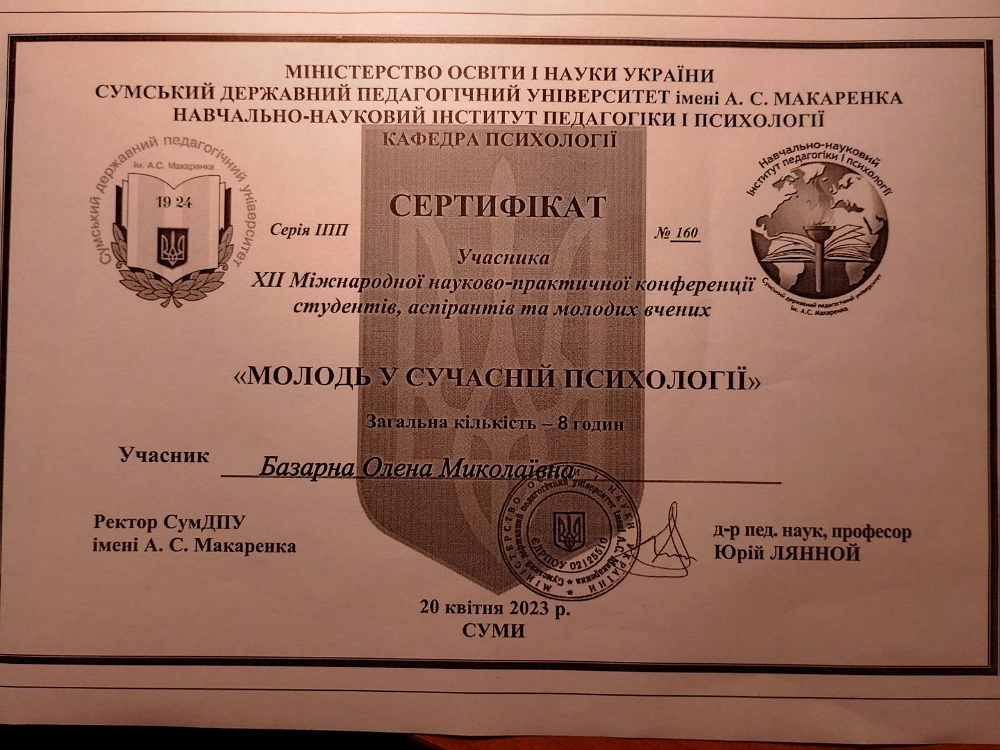 МІНІСТЕРСТВО ОСВІТИ І НАУКИ УКРАЇНИ
СУМСЬКИЙ ДЕРЖАВНИЙ ПЕДАГОГІЧНИЙ УНІВЕРСИТЕТ імені А. С. МАКАРЕНКА
НАВЧАЛЬНО-НАУКОВИЙ ІНСТИТУТ ПЕДАГОГІКИ І ПСИХОЛОГІЇ
КАФЕДРА ПСИХОЛОГІЇ
Сумський державний педагогічний університет
ім. А.С. Макаренка
19 24
Навчально-науковий
Інститут педагогіки і психології
Сумський державний педагогічний університет
ім. А.С. Макаренка
СЕРТИФІКАТ
Серія ІПП
№ 160
Учасника
XII Міжнародної науково-практичної конференції
студентів, аспірантів та молодих вчених
«МОЛОДЬ У СУЧАСНІЙ ПСИХОЛОГІЇ»
Загальна кількість – 8 годин
Учасник Базарна Олена Миколаївна
Ректор СумДПУ
імені А. С. Макаренка
МІНІСТЕРСТВО ОСВІТИ І НАУКИ УКРАЇНИ
Сумський державний педагогічний університет імені А.С. Макаренка
ЄДРПОУ 02125510
д-р пед. наук, професор
Юрій ЛЯННОЙ
20 квітня 2023 р.
СУМИ